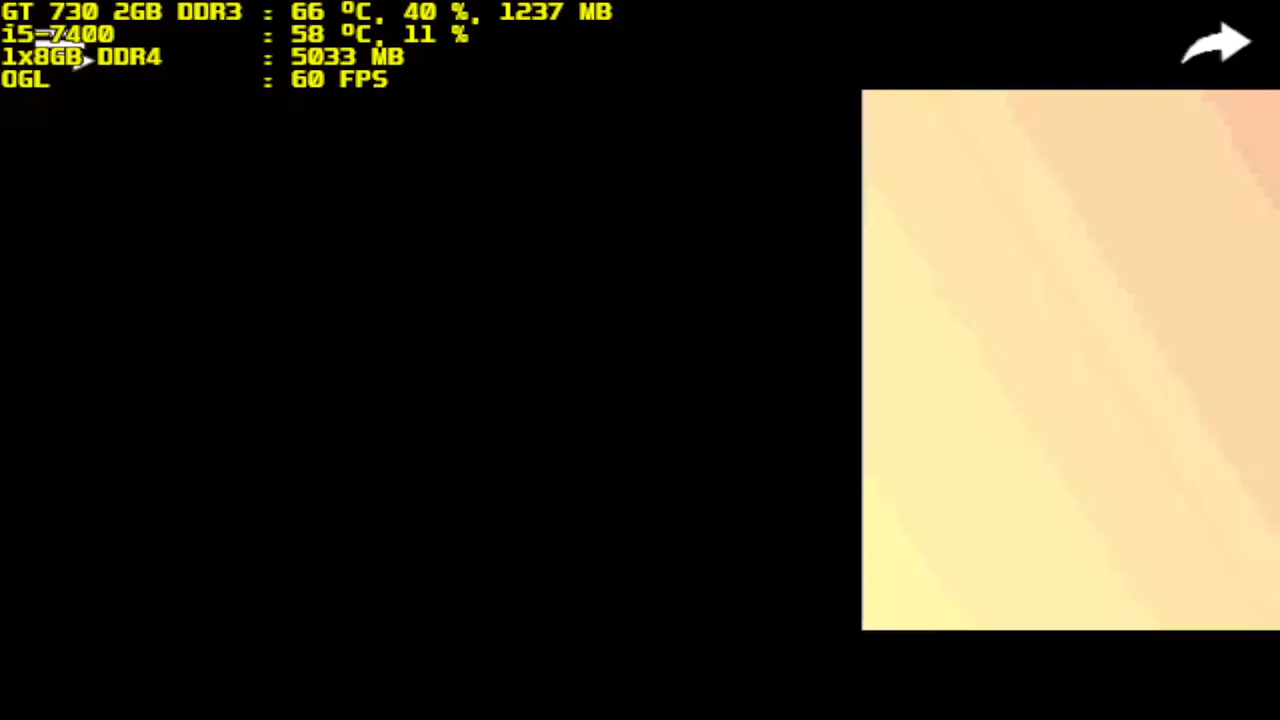 GT 730 2GB DDR3 : 66 ºC, 40 %, 1237 MB
i5-7400 : 58 ºC, 11 %
1x8GB DDR4 : 5033 MB
OGL : 60 FPS